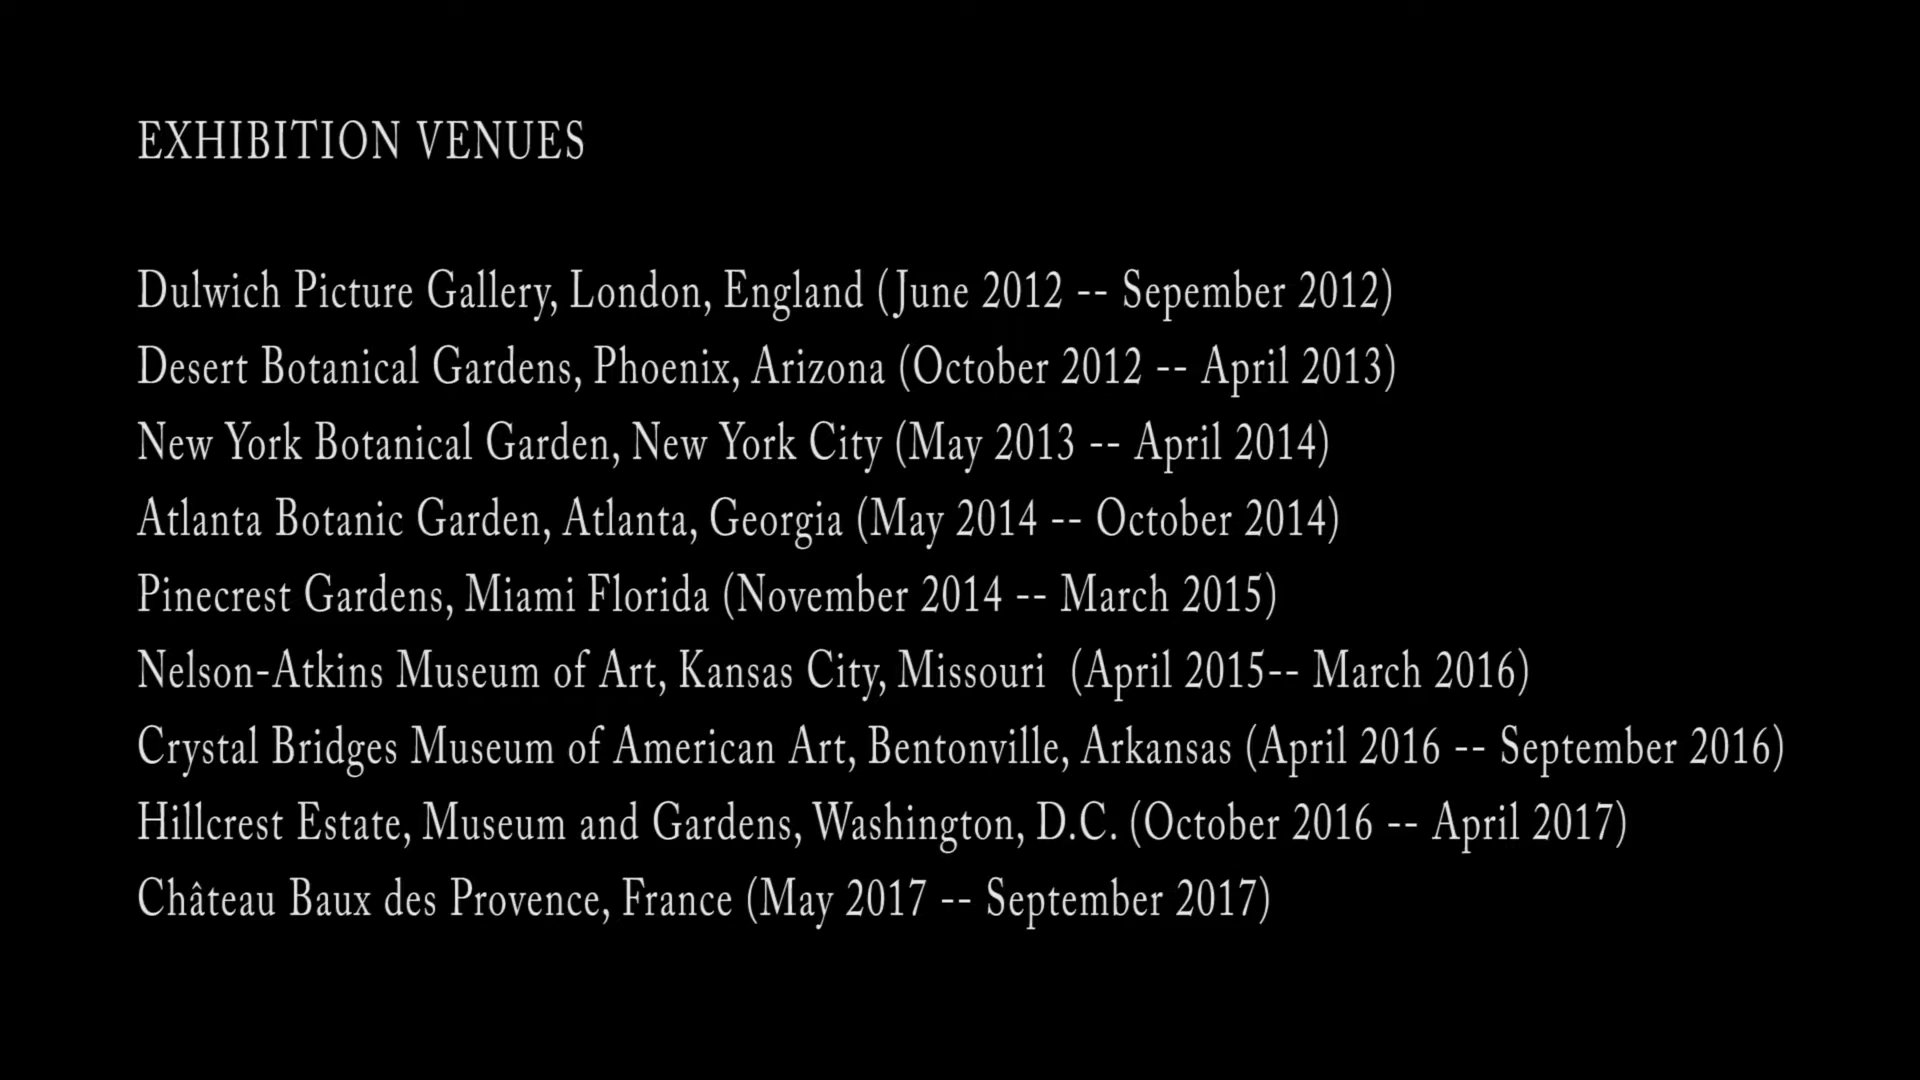 EXHIBITION VENUES
Dulwich Picture Gallery, London, England (June 2012 -- Sepember 2012)
Desert Botanical Gardens, Phoenix, Arizona (October 2012 -- April 2013)
New York Botanical Garden, New York City (May 2013 -- April 2014)
Atlanta Botanic Garden, Atlanta, Georgia (May 2014 -- October 2014)
Pinecrest Gardens, Miami Florida (November 2014 -- March 2015)
Nelson-Atkins Museum of Art, Kansas City, Missouri  (April 2015-- March 2016)
Crystal Bridges Museum of American Art, Bentonville, Arkansas (April 2016 -- September 2016)
Hillcrest Estate, Museum and Gardens, Washington, D.C. (October 2016 -- April 2017)
Château Baux des Provence, France (May 2017 -- September 2017)